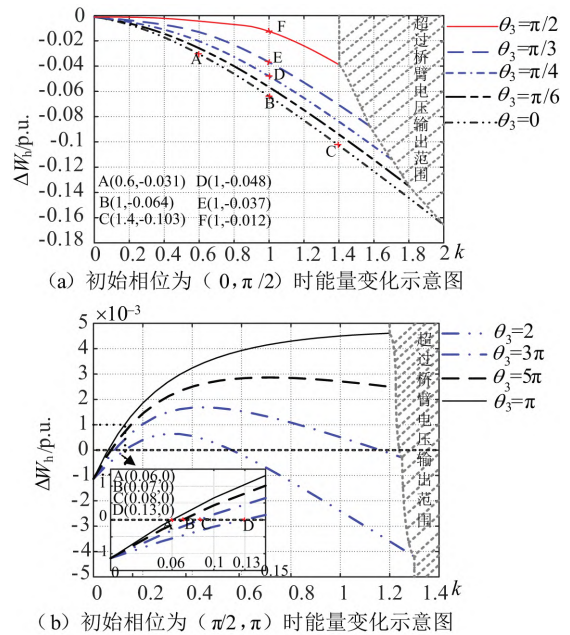 (a)
0
-0.02
-0.04
-0.06
-0.08
-0.1
-0.12
-0.14
-0.16
-0.18
ΔWh/p.u.
0 0.2 0.4 0.6 0.8 1 1.2 1.4 1.6 1.8 2 k
F
E
D
A
B
C
A(0.6,-0.031) D(1,-0.048)
B(1,-0.064) E(1,-0.037)
C(1.4,-0.103) F(1,-0.012)
超过桥臂电压输出范围
θ3=π/2
θ3=π/3
θ3=π/4
θ3=π/6
θ3=0
(a) 初始相位为（0,π/2）时能量变化示意图
×10⁻³
5
4
3
2
1
0
1
-2
-3
-4
-5
ΔWh/p.u.
A(0.06,0)
B(0.07,0)
C(0.08,0)
D(0.13,0)
1
0
1
A B C D
0 0.06 0.1 0.13 0.15
0 0.2 0.4 0.6 0.8 1 1.2 1.4 k
超过桥臂电压输出范围
θ3=2
θ3=3π
θ3=5π
θ3=π
(b) 初始相位为（π/2,π）时能量变化示意图